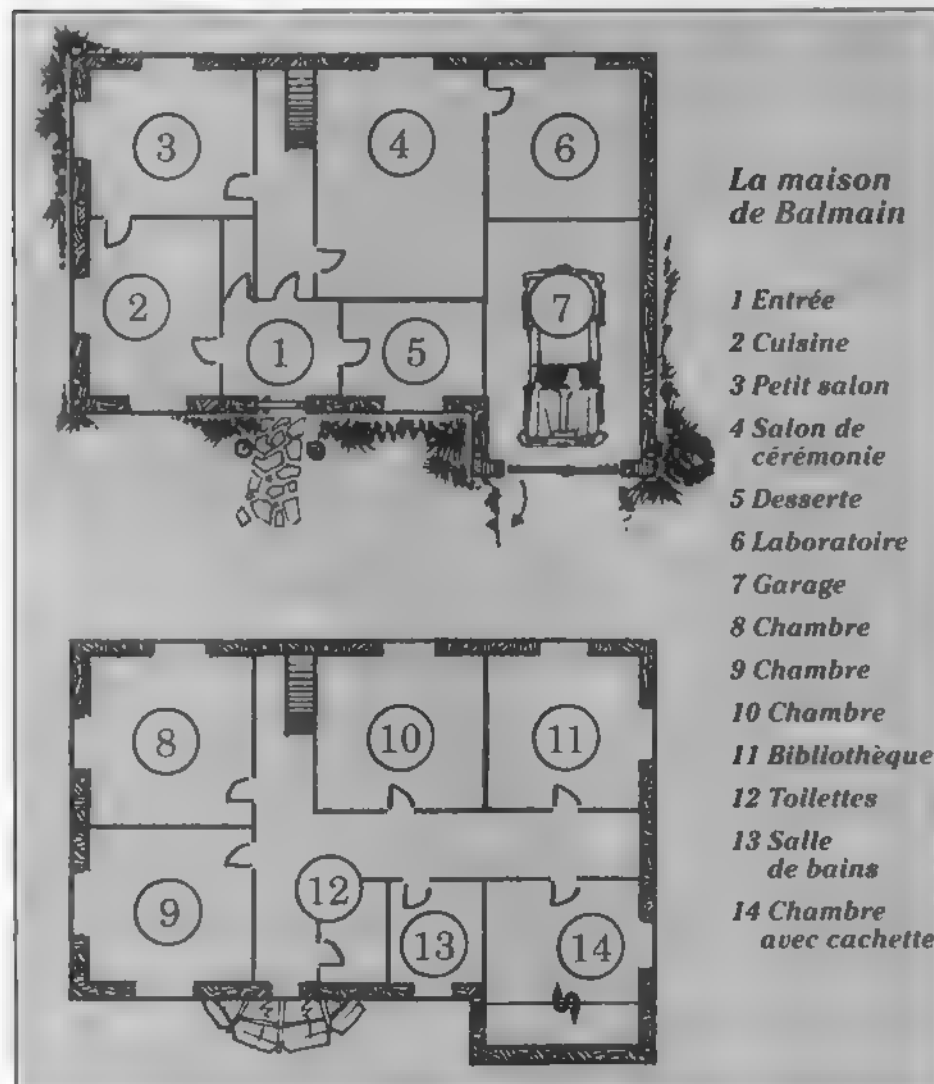 3
4
6
2
7
1
5
La maison
de Balmain
1 Entrée
2 Cuisine
3 Petit salon
4 Salon de
cérémonie
5 Desserte
6 Laboratoire
7 Garage
8 Chambre
9 Chambre
10 Chambre
11 Bibliothèque
12 Toilettes
13 Salle
de bains
14 Chambre
avec cachette
8
10
11
12
9
13
14